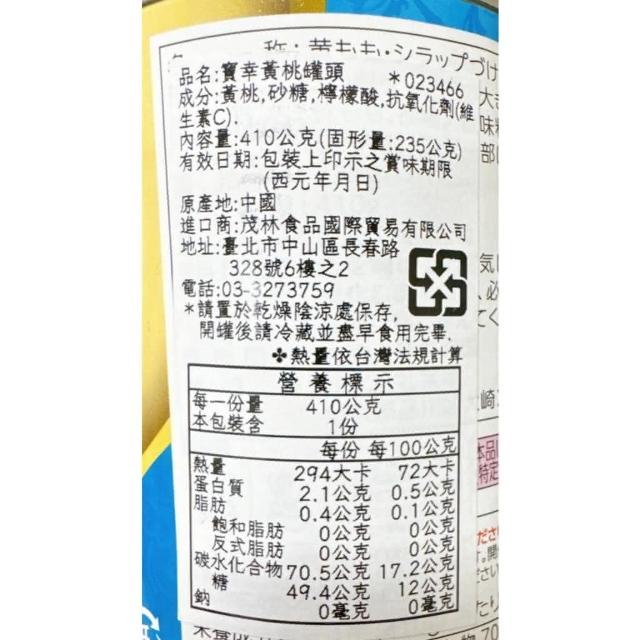 称:黄もも・シラップづけ
品名:寶幸黃桃罐頭 *023466
成分:黃桃,砂糖,檸檬酸,抗氧化劑(維
生素C).
內容量:410公克(固形量:235公克)
有效日期:包裝上印示之賞味期限
(西元年月日)
原產地:中國
進口商:茂林食品國際貿易有限公司
地址:臺北市中山區長春路
328號6樓之2
電話:03-3273759
*請置於乾燥陰涼處保存,
開罐後請冷藏並盡早食用完畢.
✤熱量依台灣法規計算
營養標示
每一份量 410公克
本包裝含 1份
每份 每100公克
熱量 294大卡 72大卡
蛋白質 2.1公克 0.5公克
脂肪 0.4公克 0.1公克
飽和脂肪 0公克 0公克
反式脂肪 0公克 0公克
碳水化合物 70.5公克 17.2公克
糖 49.4公克 12公克
鈉 0毫克 0毫克